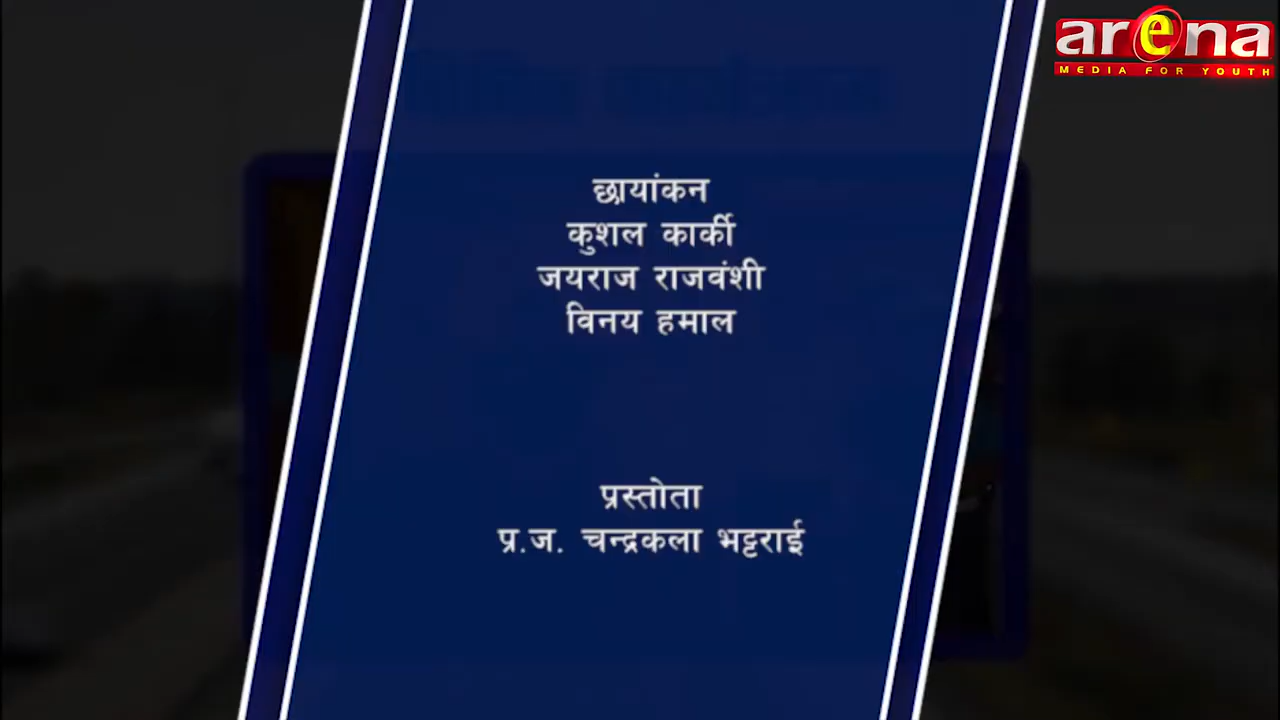 arena
MEDIA FOR YOUTH
छायांकन
कुशल कार्की
जयराज राजवंशी
विनय हमाल
प्रस्तोता
प्र.ज. चन्द्रकला भट्टराई